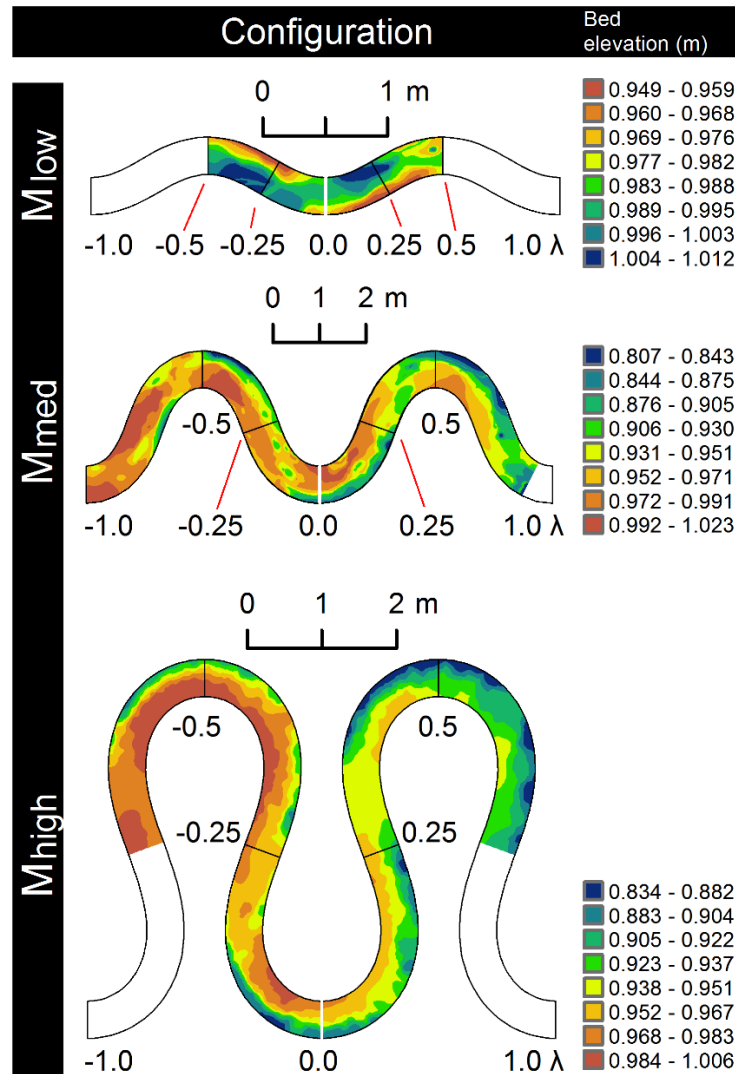 Configuration
Bed
elevation (m)
Mlow
0 1 m
-1.0 -0.5 -0.25 0.0 0.25 0.5 1.0 λ
0.949 - 0.959
0.960 - 0.968
0.969 - 0.976
0.977 - 0.982
0.983 - 0.988
0.989 - 0.995
0.996 - 1.003
1.004 - 1.012
Mmed
0 1 2 m
-0.5 0.5
-1.0 -0.25 0.0 0.25 1.0 λ
0.807 - 0.843
0.844 - 0.875
0.876 - 0.905
0.906 - 0.930
0.931 - 0.951
0.952 - 0.971
0.972 - 0.991
0.992 - 1.023
Mhigh
0 1 2 m
-0.5 0.5
-0.25 0.25
-1.0 0.0 1.0 λ
0.834 - 0.882
0.883 - 0.904
0.905 - 0.922
0.923 - 0.937
0.938 - 0.951
0.952 - 0.967
0.968 - 0.983
0.984 - 1.006